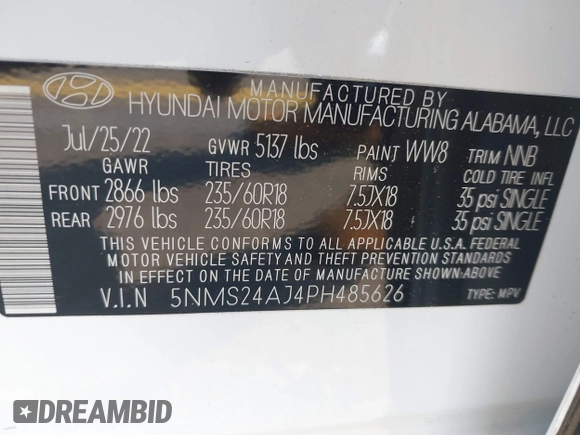 MANUFACTURED BY
HYUNDAI MOTOR MANUFACTURING ALABAMA, LLC
Jul/25/22 GVWR 5137 lbs PAINT WW8 TRIM NNB
GAWR TIRES RIMS COLD TIRE INFL
FRONT 2866 lbs 235/60R18 7.5JX18 35 psi SINGLE
REAR 2976 lbs 235/60R18 7.5JX18 35 psi SINGLE
THIS VEHICLE CONFORMS TO ALL APPLICABLE U.S.A. FEDERAL
MOTOR VEHICLE SAFETY, AND THEFT PREVENTION STANDARDS
IN EFFECT ON THE DATE OF MANUFACTURE SHOWN ABOVE.
V.I.N 5NMS24AJ4PH485626 TYPE: MPV
DREAMBID